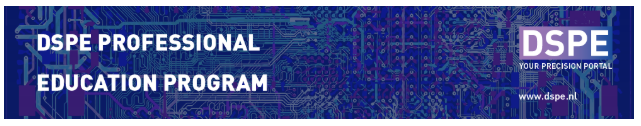 DSPE PROFESSIONAL
EDUCATION PROGRAM
DSPE
YOUR PRECISION PORTAL
www.dspe.nl